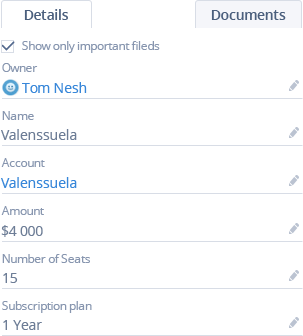 Details Documents
Show only important fileds
Owner
Tom Nesh
Name
Valenssuela
Account
Valenssuela
Amount
$4 000
Number of Seats
15
Subscription plan
1 Year